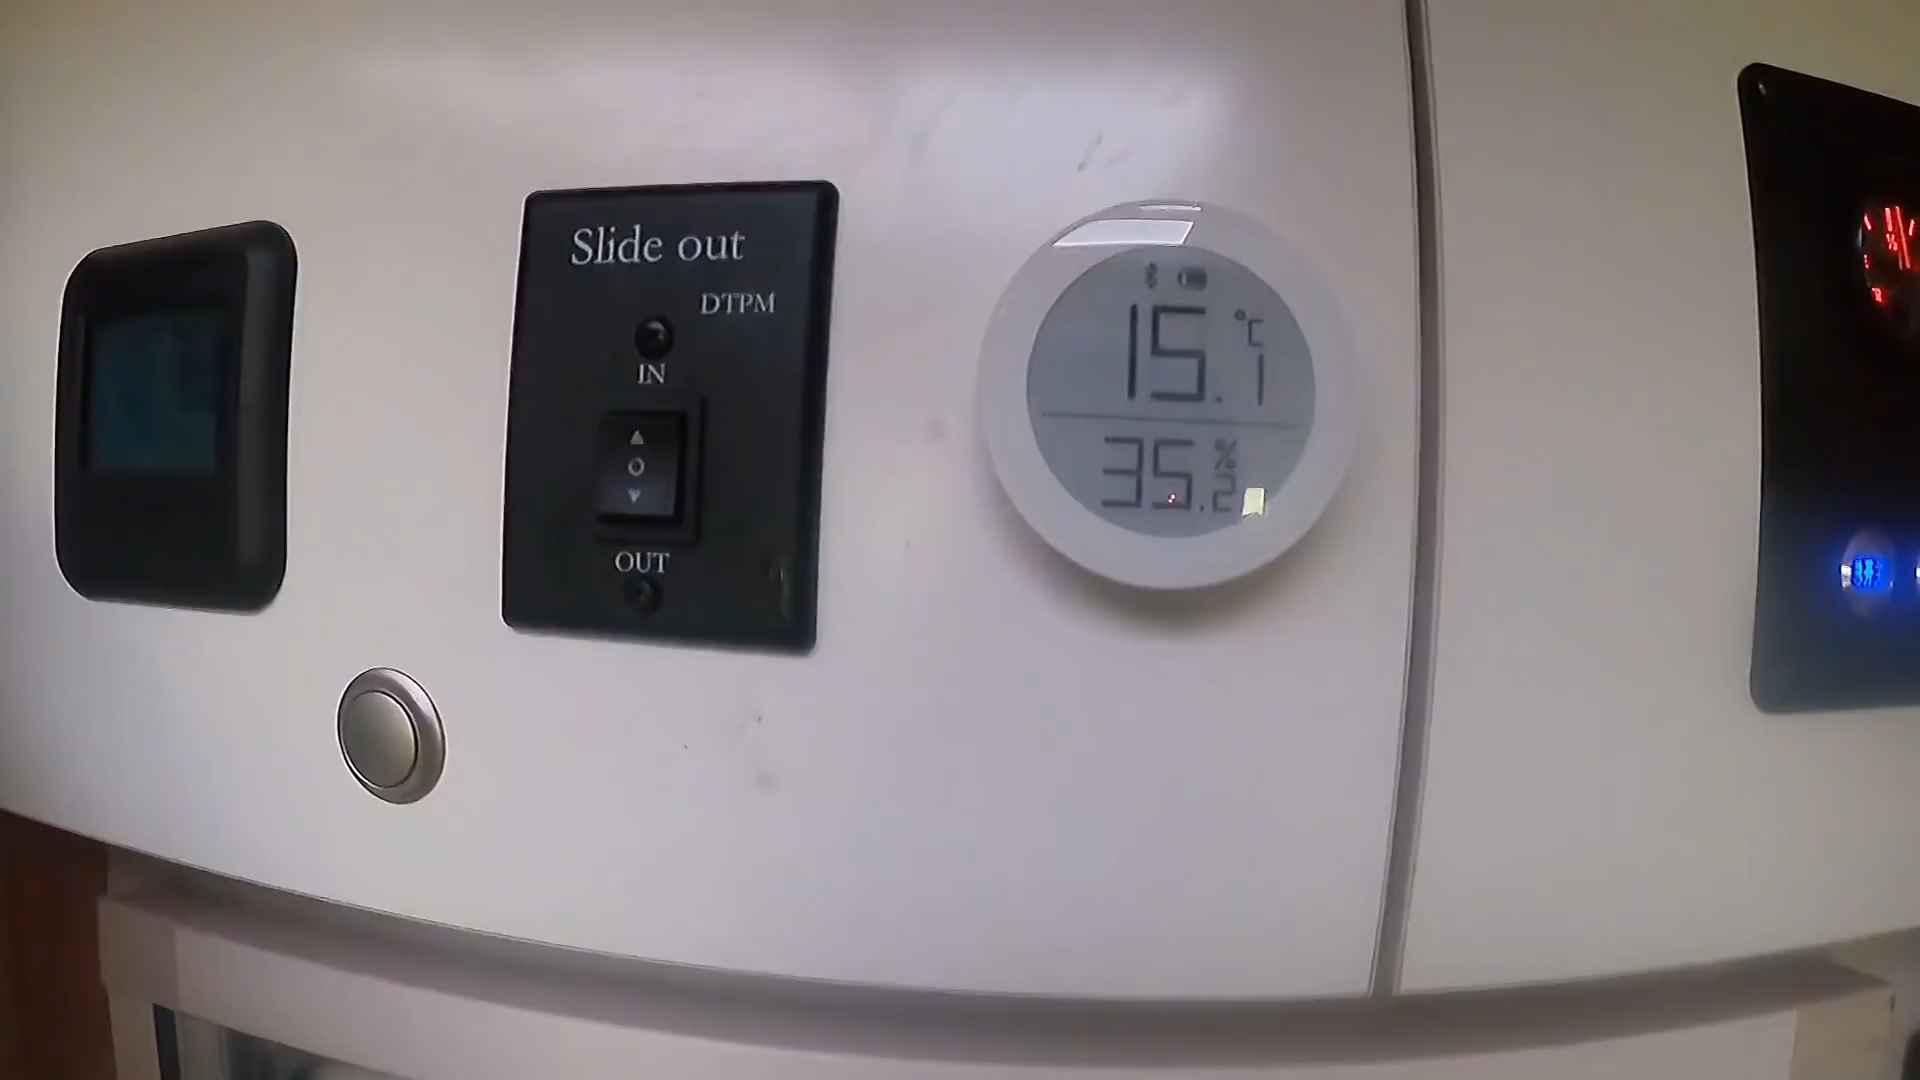 Slide out
DTPM
IN
OUT
15.1 °C
35.2 %